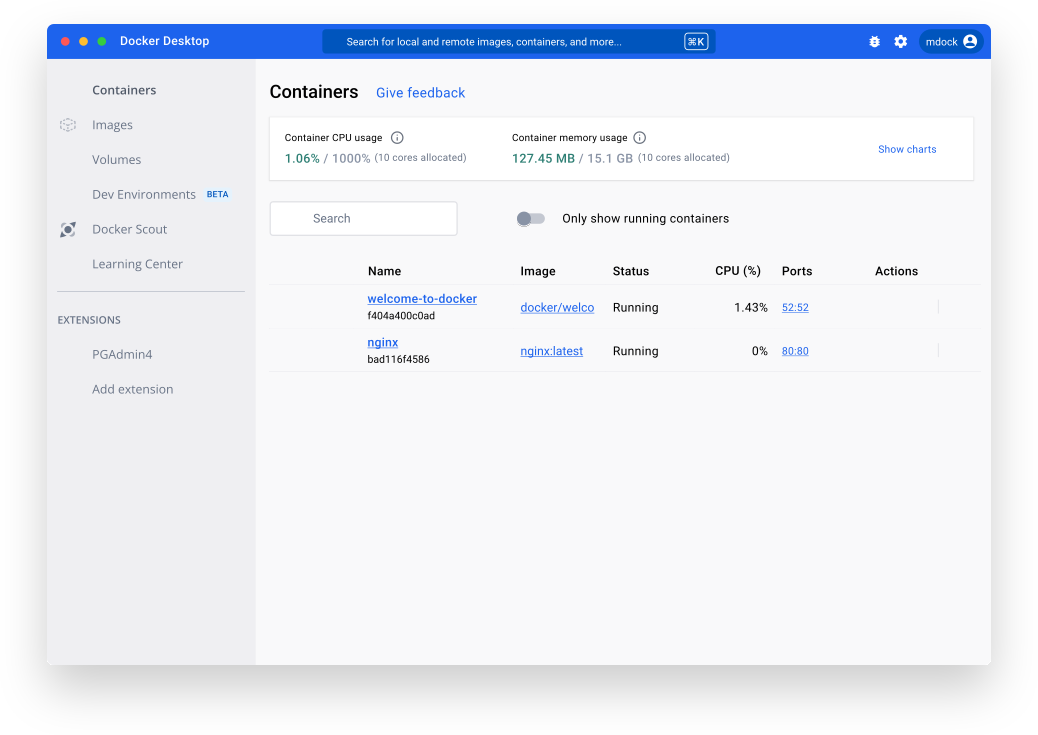 Docker Desktop
Search for local and remote images, containers, and more...
⌘K
mdock
Containers
Images
Volumes
Dev Environments BETA
Docker Scout
Learning Center
EXTENSIONS
PGAdmin4
Add extension
Containers Give feedback
Container CPU usage
1.06% / 1000% (10 cores allocated)
Container memory usage
127.45 MB / 15.1 GB (10 cores allocated)
Show charts
Search
Only show running containers
Name Image Status CPU (%) Ports Actions
welcome-to-docker docker/welco Running 1.43% 52:52
f404a400c0ad
nginx nginx:latest Running 0% 80:80
bad116f4586